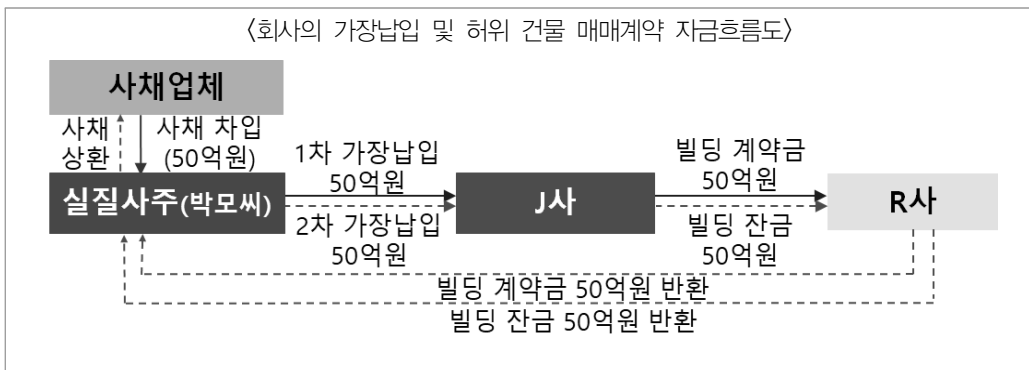 〈회사의 가장납입 및 허위 건물 매매계약 자금흐름도〉
사채업체
사채
상환
사채 차입
(50억원)
실질사주(박모씨)
1차 가장납입
50억원
2차 가장납입
50억원
J사
빌딩 계약금
50억원
빌딩 잔금
50억원
R사
빌딩 계약금 50억원 반환
빌딩 잔금 50억원 반환